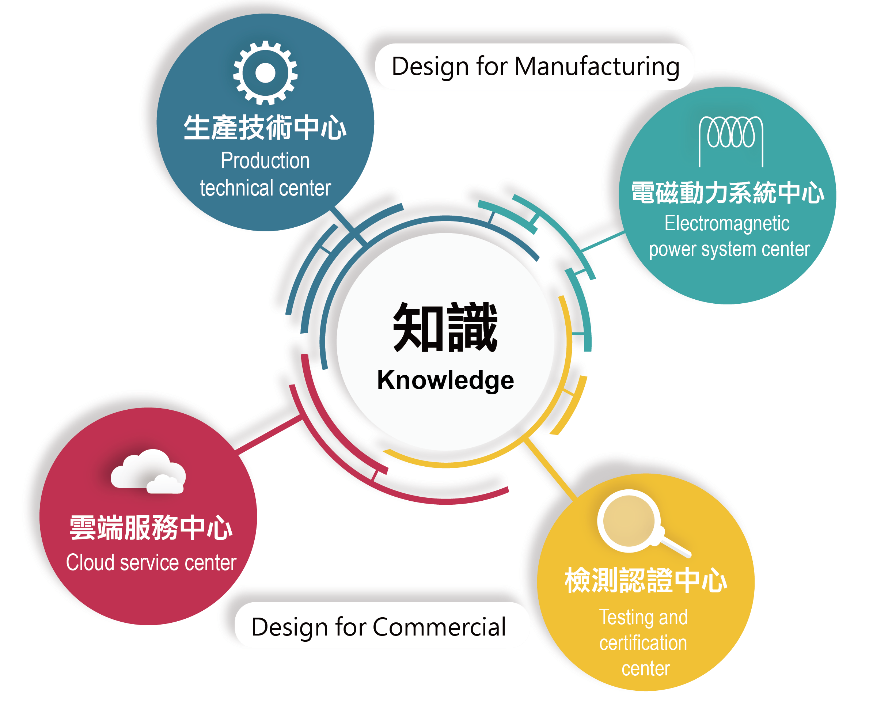 Design for Manufacturing
生產技術中心
Production
technical center
電磁動力系統中心
Electromagnetic
power system center
知識
Knowledge
雲端服務中心
Cloud service center
檢測認證中心
Testing and
certification
center
Design for Commercial